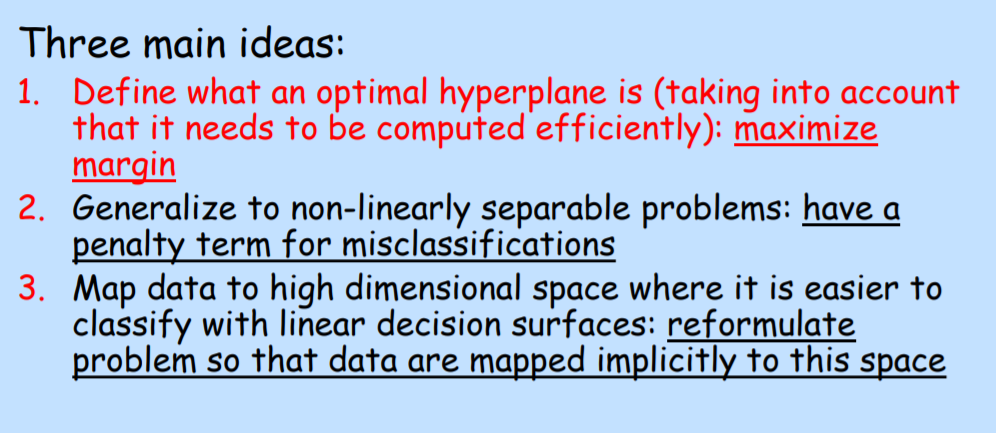 Three main ideas:
1. Define what an optimal hyperplane is (taking into account
that it needs to be computed efficiently): maximize
margin
2. Generalize to non-linearly separable problems: have a
penalty term for misclassifications
3. Map data to high dimensional space where it is easier to
classify with linear decision surfaces: reformulate
problem so that data are mapped implicitly to this space